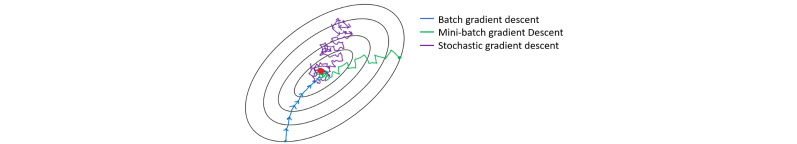 Batch gradient descent
Mini-batch gradient Descent
Stochastic gradient descent